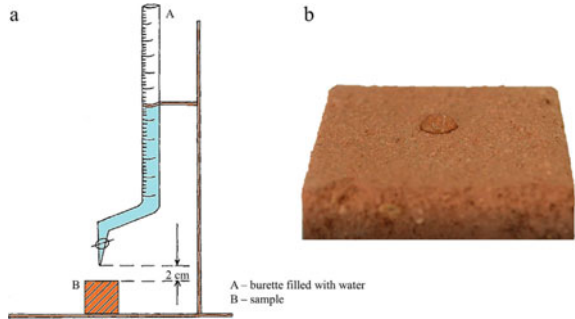 a
b
A
B
2 cm
A – burette filled with water
B – sample